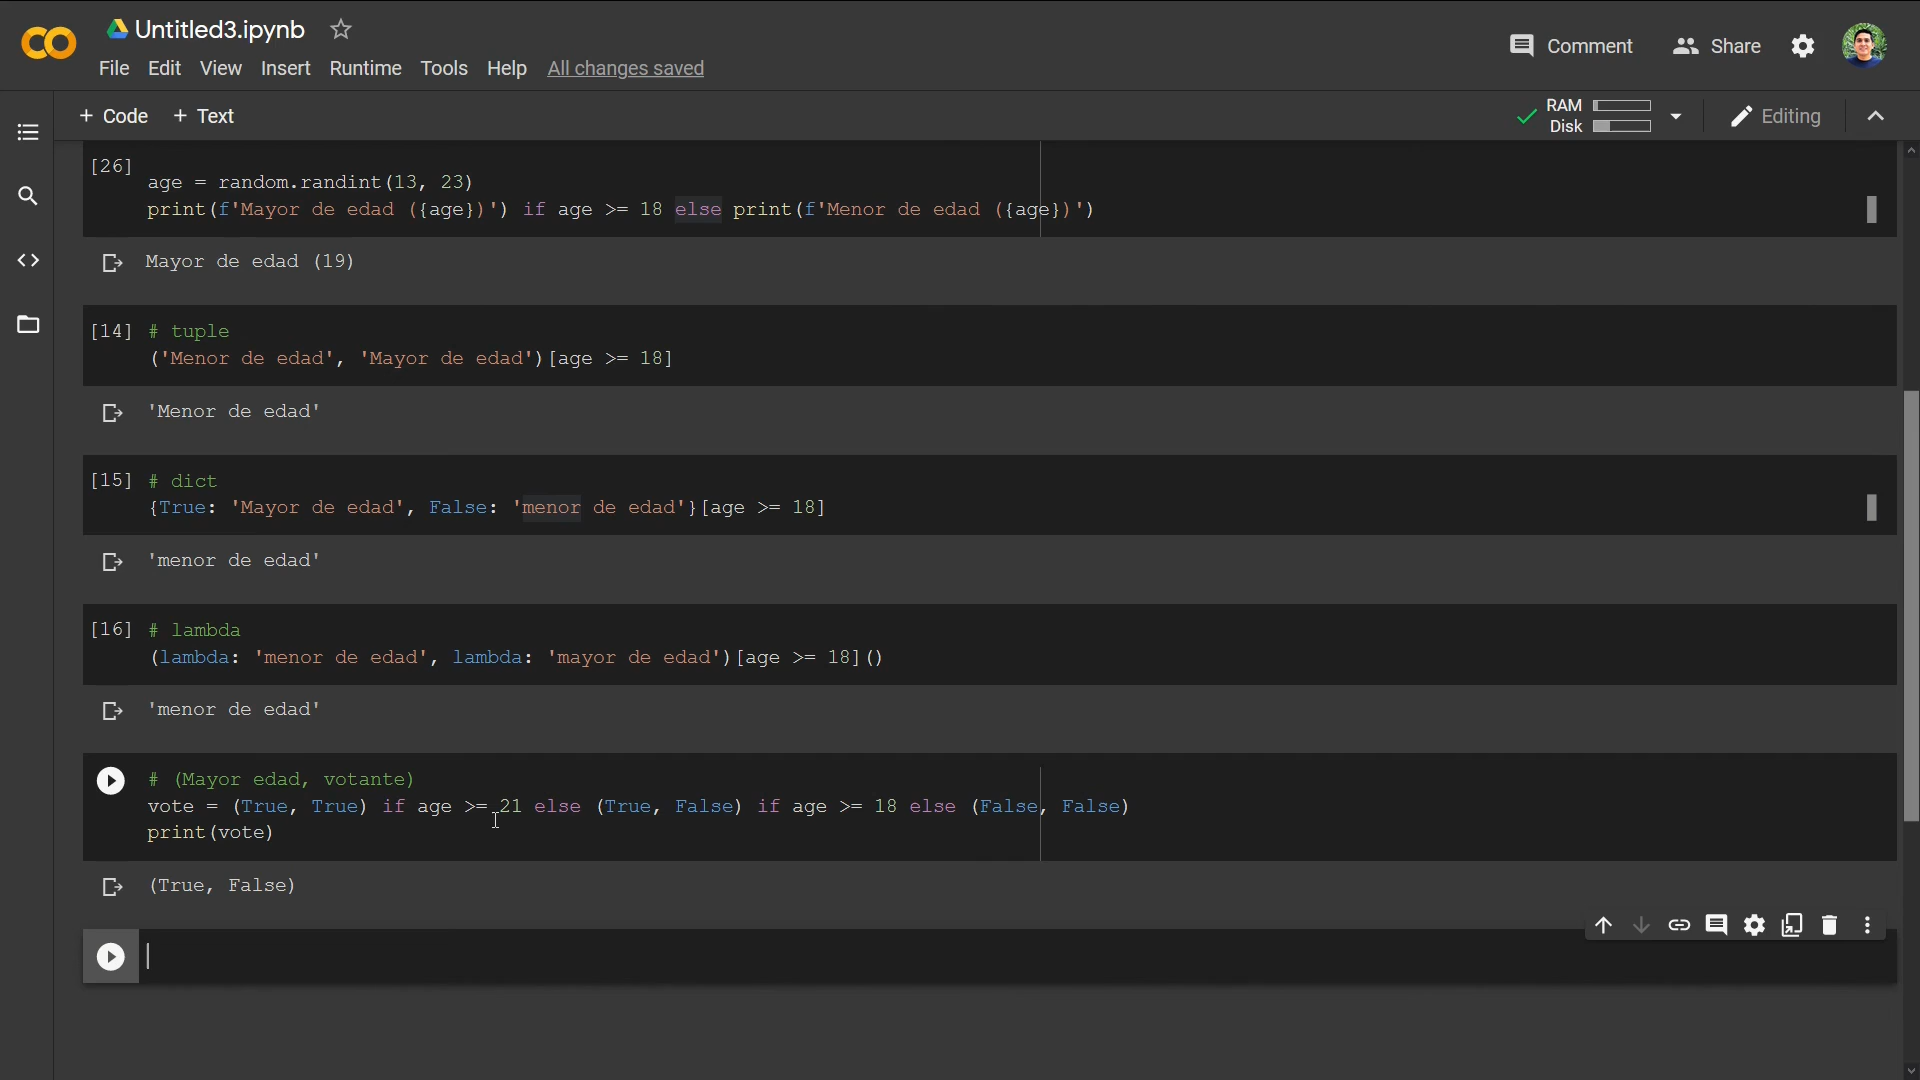 Untitled3.ipynb
Comment Share
File Edit View Insert Runtime Tools Help All changes saved
+ Code + Text
RAM
Disk
Editing
[26]
age = random.randint(13, 23)
print(f'Mayor de edad ({age})') if age >= 18 else print(f'Menor de edad ({age})')
Mayor de edad (19)
[14] # tuple
('Menor de edad', 'Mayor de edad')[age >= 18]
'Menor de edad'
[15] # dict
{True: 'Mayor de edad', False: 'menor de edad'}[age >= 18]
'menor de edad'
[16] # lambda
(lambda: 'menor de edad', lambda: 'mayor de edad')[age >= 18]()
'menor de edad'
# (Mayor edad, votante)
vote = (True, True) if age >= 21 else (True, False) if age >= 18 else (False, False)
print(vote)
(True, False)